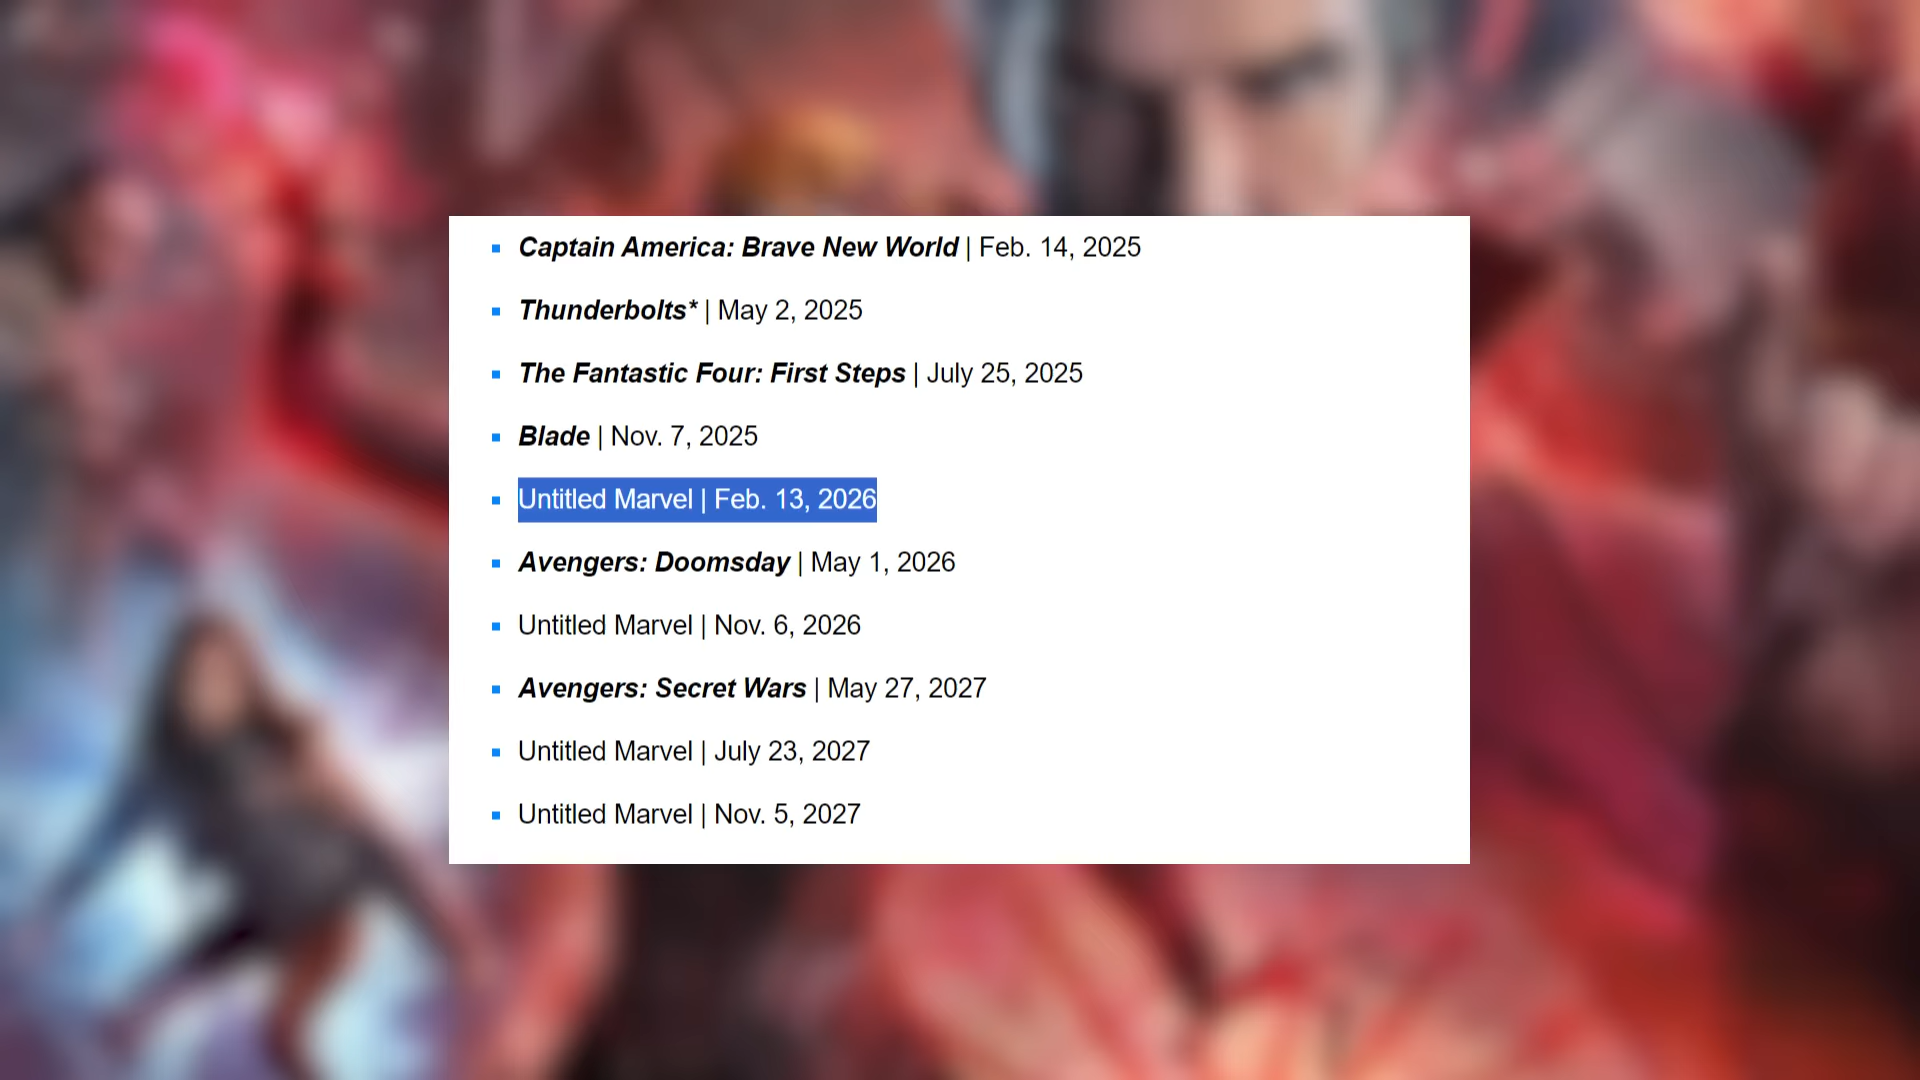 Captain America: Brave New World | Feb. 14, 2025
Thunderbolts* | May 2, 2025
The Fantastic Four: First Steps | July 25, 2025
Blade | Nov. 7, 2025
Untitled Marvel | Feb. 13, 2026
Avengers: Doomsday | May 1, 2026
Untitled Marvel | Nov. 6, 2026
Avengers: Secret Wars | May 27, 2027
Untitled Marvel | July 23, 2027
Untitled Marvel | Nov. 5, 2027